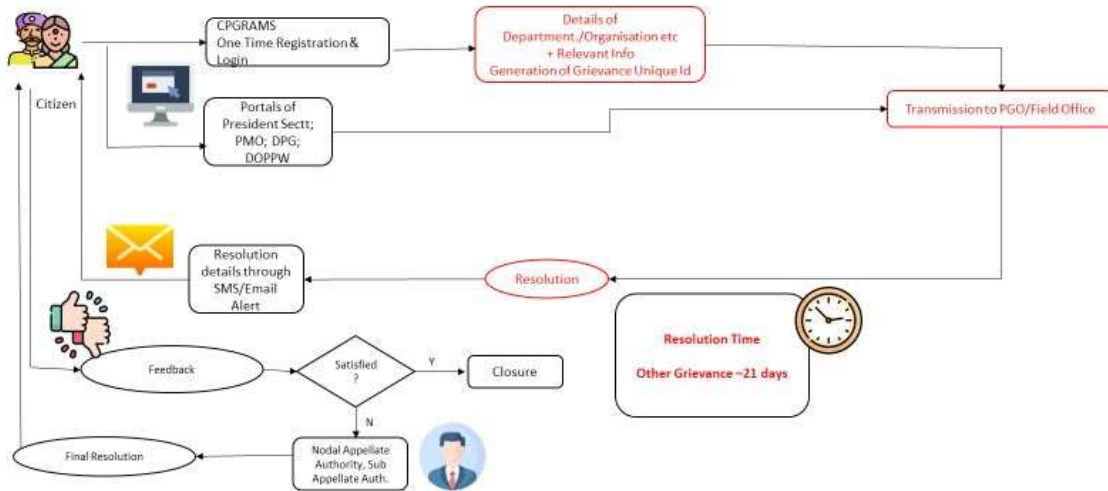 CPGRAMS
One Time Registration &
Login
Details of
Department./Organisation etc
+ Relevant Info
Generation of Grievance Unique Id
Citizen
Portals of
President Sectt;
PMO; DPG;
DOPPW
Transmission to PGO/Field Office
Resolution
details through
SMS/Email
Alert
Resolution
Resolution Time
Other Grievance –21 days
Feedback
Satisfied
?
Y
Closure
N
Final Resolution
Nodal Appellate
Authority, Sub
Appellate Auth.